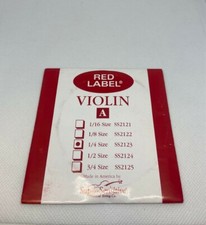 RED
LABEL®
VIOLIN
A
1/16 Size SS2121
1/8 Size SS2122
1/4 Size SS2123
1/2 Size SS2124
3/4 Size SS2125
Made in America by